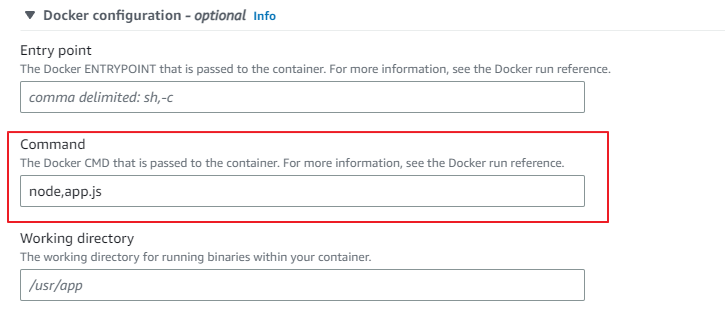 Docker configuration - optional Info
Entry point
The Docker ENTRYPOINT that is passed to the container. For more information, see the Docker run reference.
comma delimited: sh,-c
Command
The Docker CMD that is passed to the container. For more information, see the Docker run reference.
node,app.js
Working directory
The working directory for running binaries within your container.
/usr/app